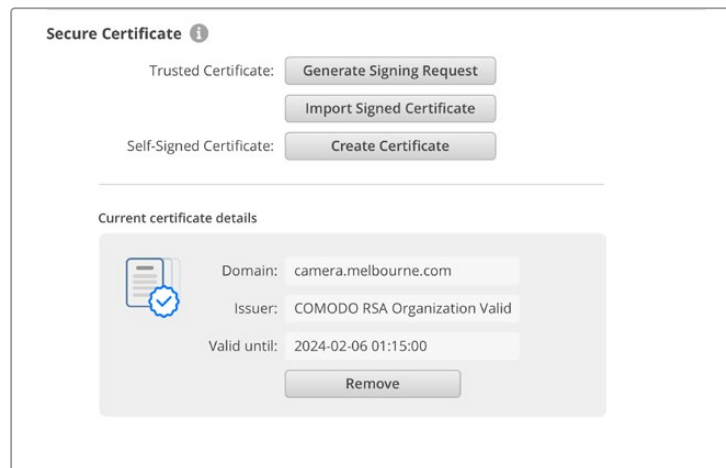 Secure Certificate
Trusted Certificate: Generate Signing Request
Import Signed Certificate
Self-Signed Certificate: Create Certificate
Current certificate details
Domain: camera.melbourne.com
Issuer: COMODO RSA Organization Valid
Valid until: 2024-02-06 01:15:00
Remove